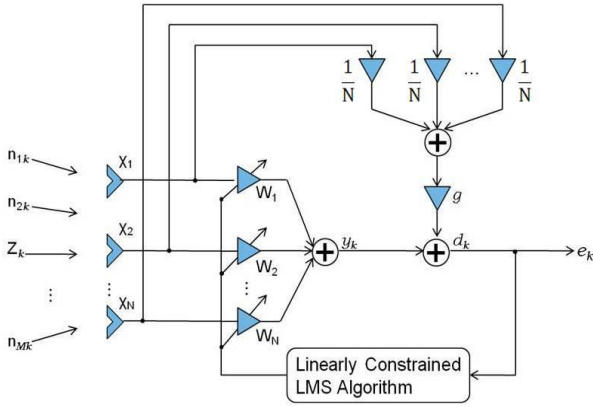 1/N 1/N ... 1/N
n1k
X1
W1
n2k
g
Zk
X2
W2
yk
dk
ek
⋮ ⋮ ⋮
XN
WN
nMk
Linearly Constrained
LMS Algorithm